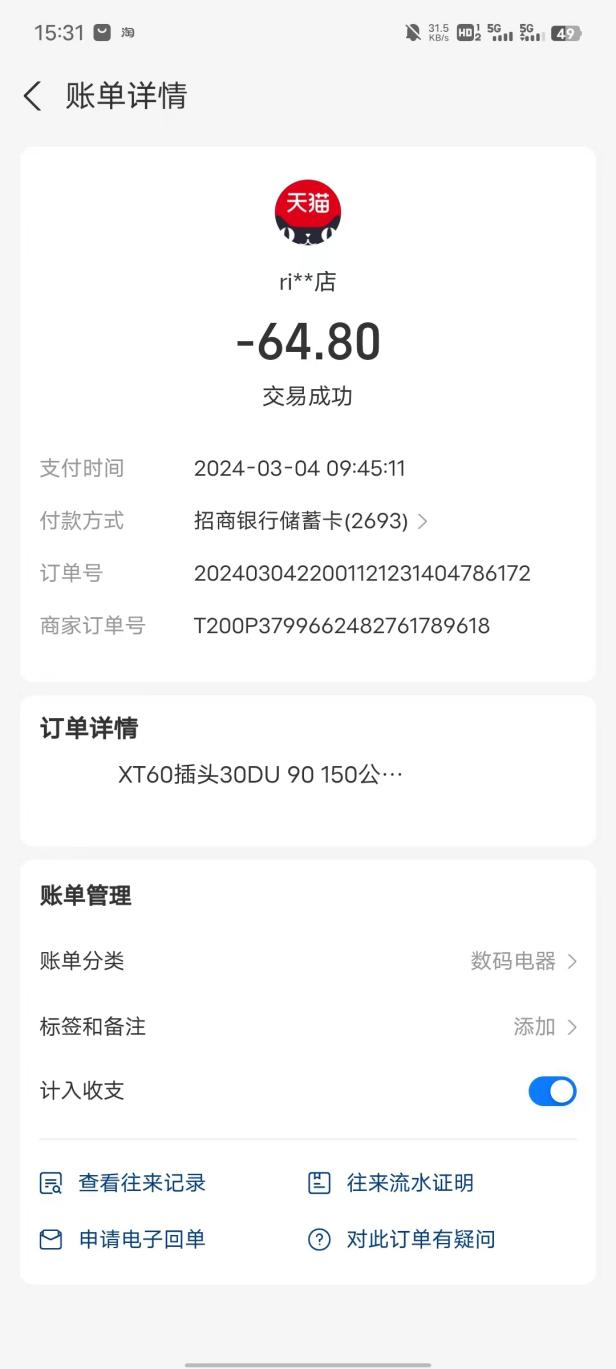 15:31 淘 31.5 KB/s HD 1 2 5G 5G 49
账单详情
天猫
ri**店
-64.80
交易成功
支付时间 2024-03-04 09:45:11
付款方式 招商银行储蓄卡(2693)
订单号 2024030422001121231404786172
商家订单号 T200P3799662482761789618
订单详情
XT60插头30DU 90 150公…
账单管理
账单分类 数码电器
标签和备注 添加
计入收支
查看往来记录 往来流水证明
申请电子回单 对此订单有疑问